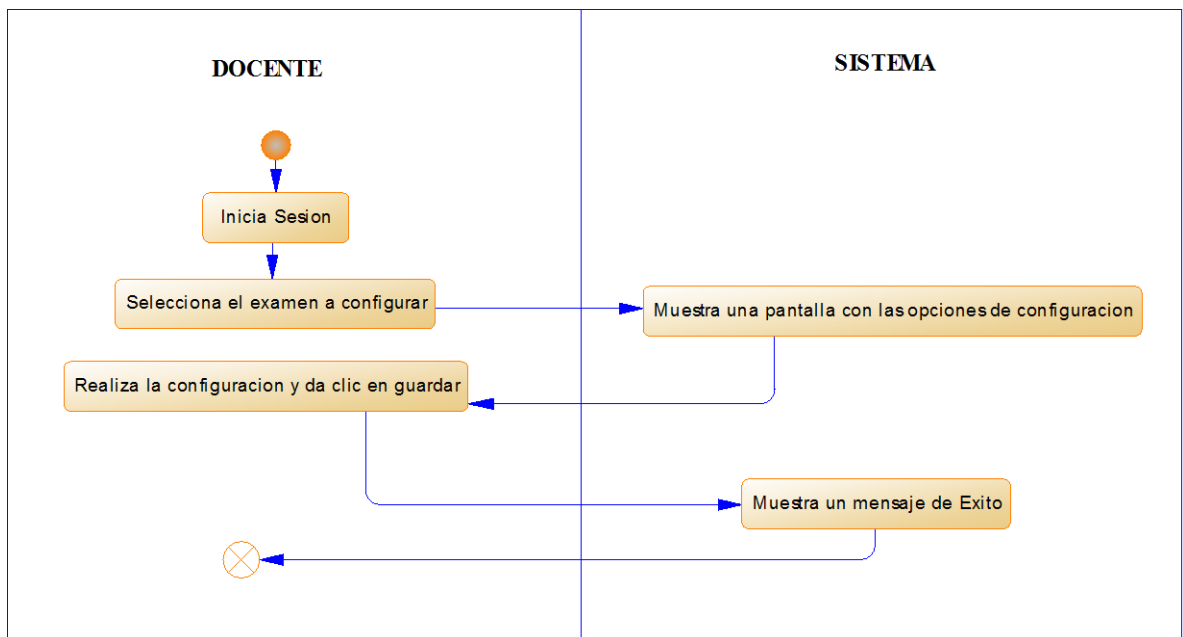 DOCENTE
SISTEMA
Inicia Sesion
Selecciona el examen a configurar
Muestra una pantalla con las opciones de configuracion
Realiza la configuracion y da clic en guardar
Muestra un mensaje de Exito